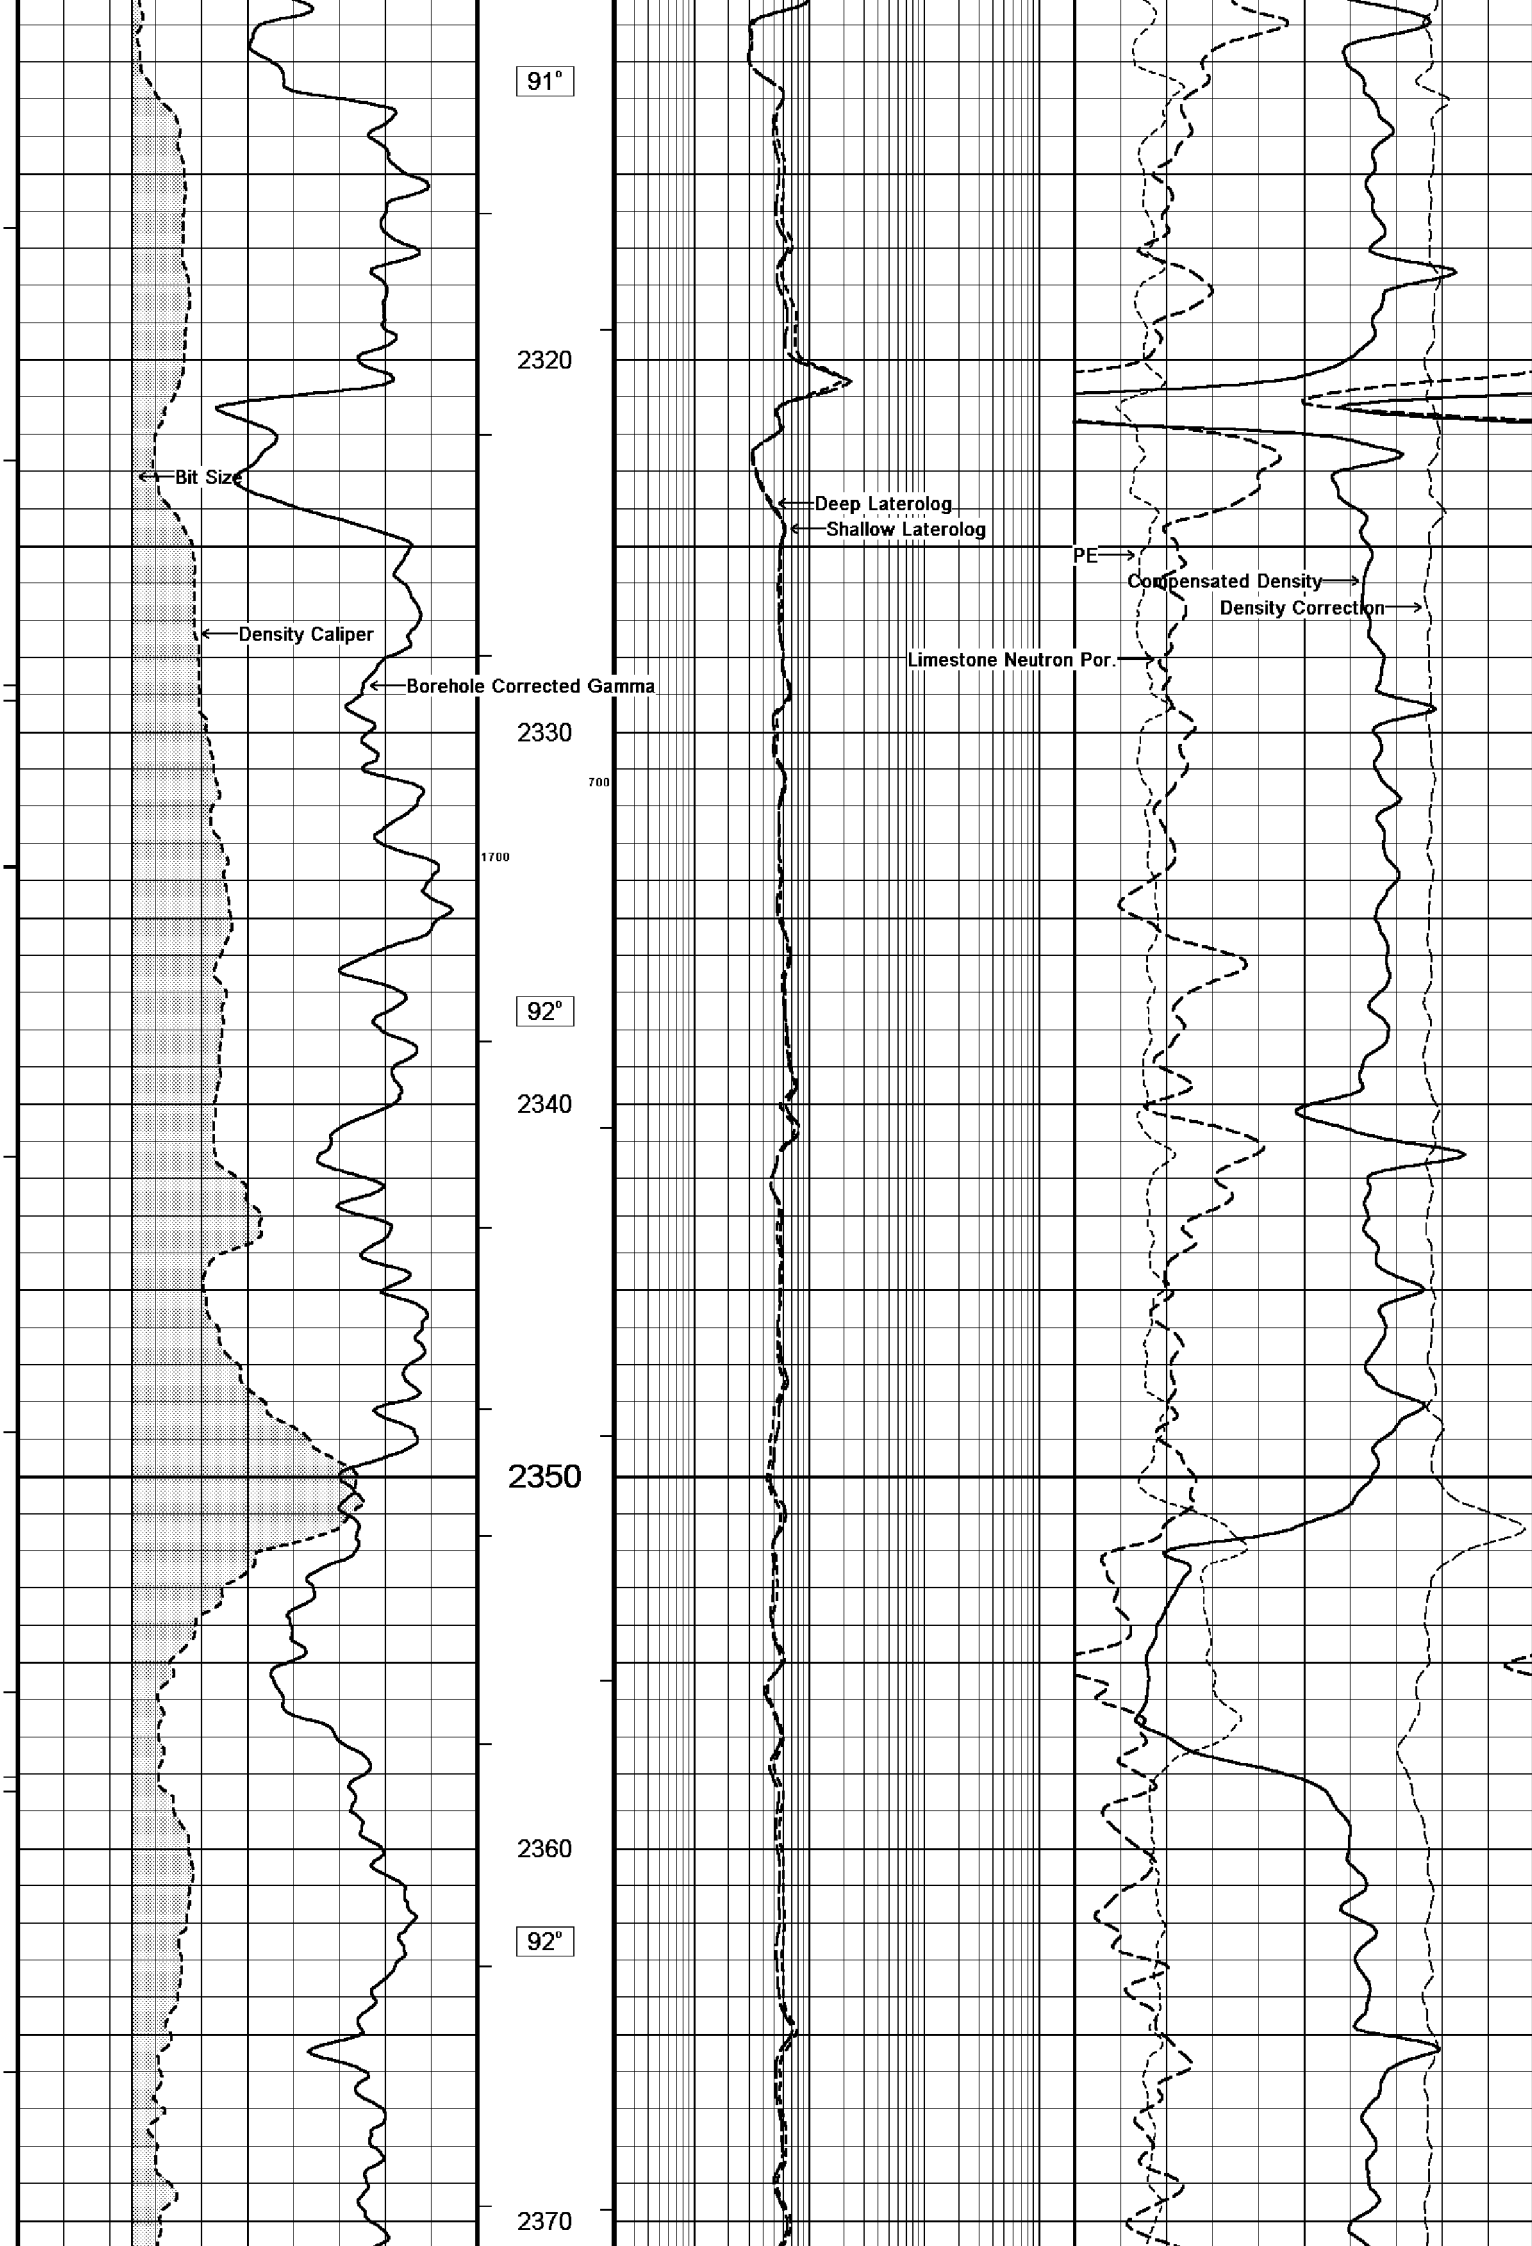 91°
2320
Bit Size
Deep Laterolog
Shallow Laterolog
PE
Compensated Density
Density Correction
Density Caliper
Limestone Neutron Por.
Borehole Corrected Gamma
2330
700
1700
92°
2340
2350
2360
92°
2370